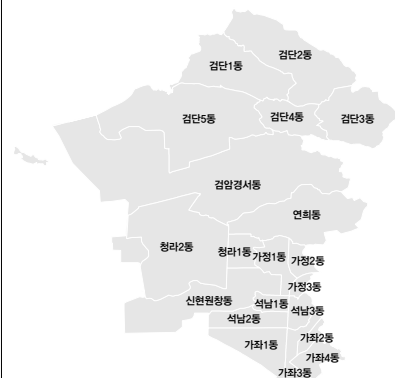 검단2동
검단1동
검단5동
검단4동
검단3동
검암경서동
연희동
청라2동
청라1동
가정1동
가정2동
가정3동
신현원창동
석남1동
석남3동
석남2동
가좌2동
가좌1동
가좌4동
가좌3동